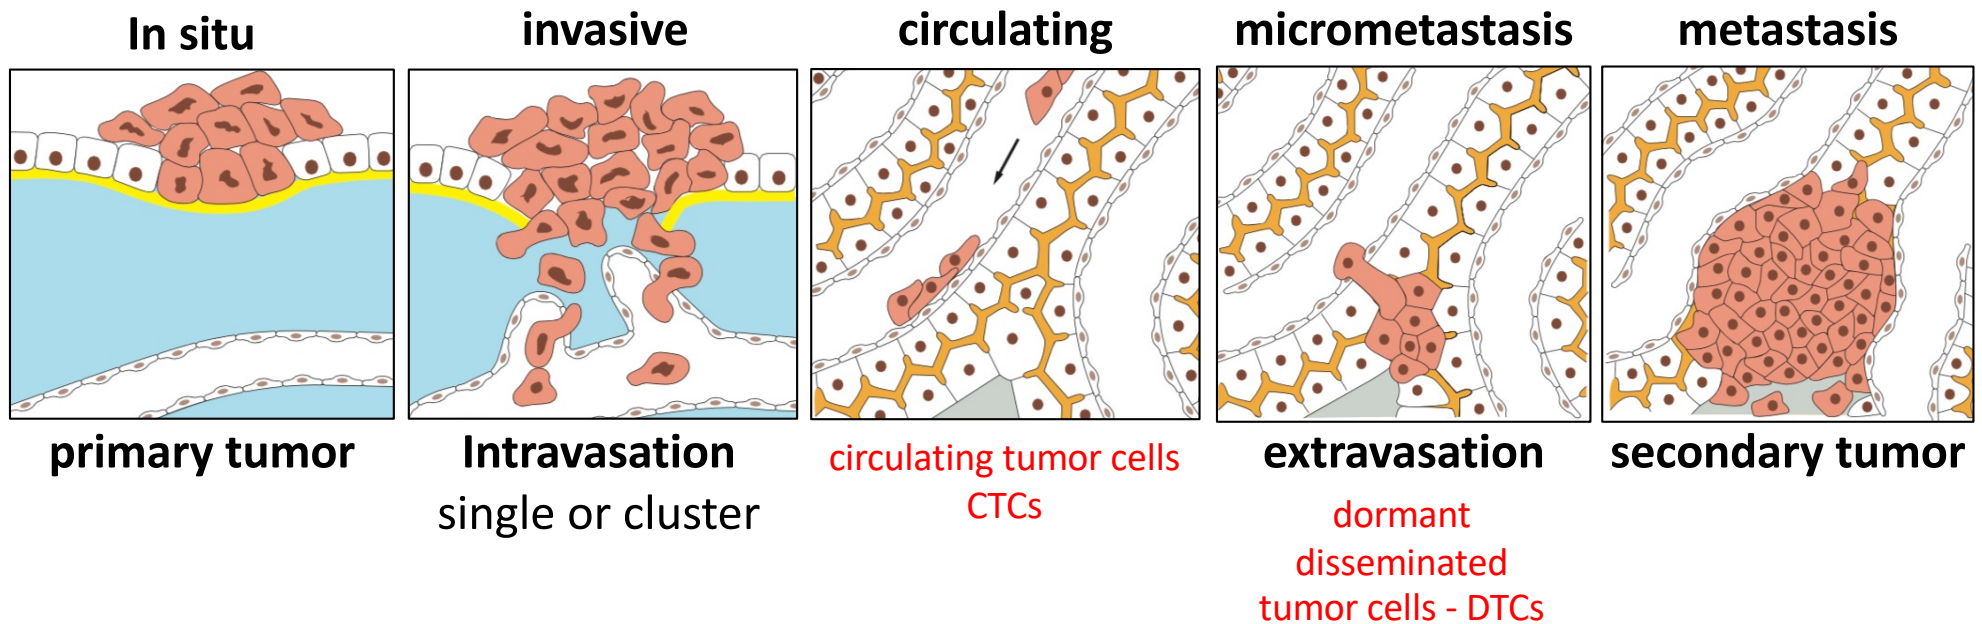 In situ
invasive
circulating
micrometastasis
metastasis
primary tumor
Intravasation
single or cluster
circulating tumor cells
CTCs
extravasation
dormant
disseminated
tumor cells - DTCs
secondary tumor